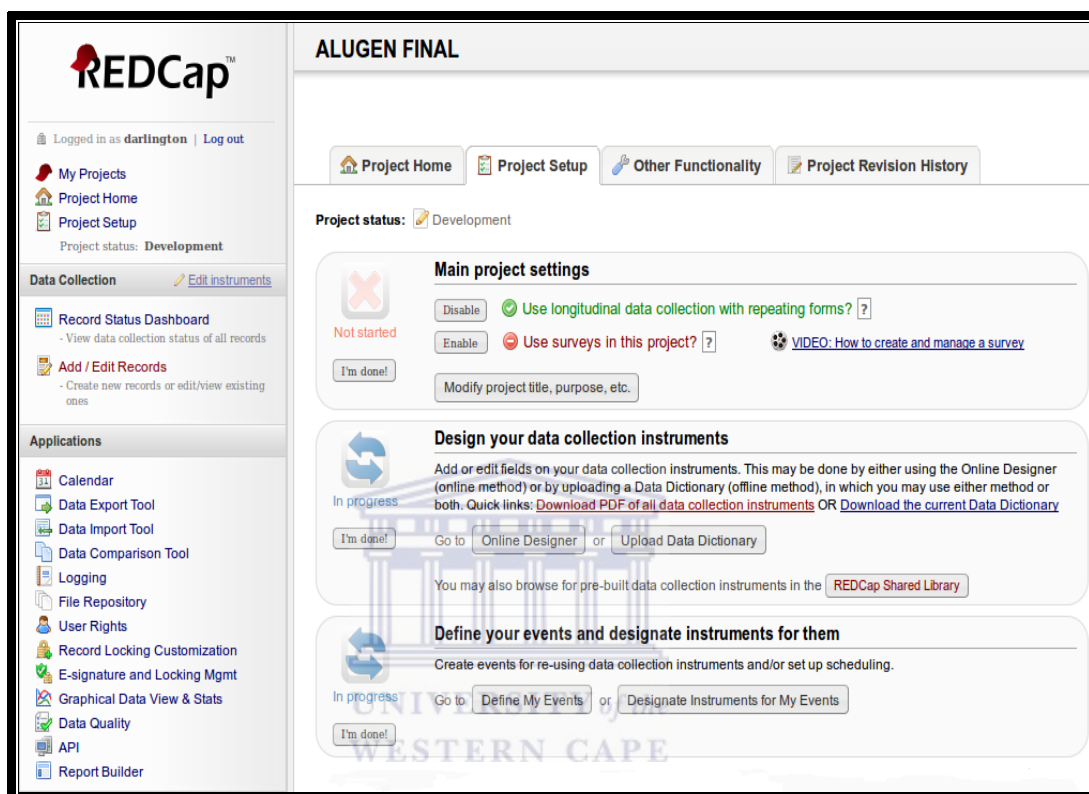 REDCap™
Logged in as darlington | Log out
My Projects
Project Home
Project Setup
Project status: Development
Data Collection Edit instruments
Record Status Dashboard
- View data collection status of all records
Add / Edit Records
- Create new records or edit/view existing
ones
Applications
31 Calendar
Data Export Tool
Data Import Tool
Data Comparison Tool
Logging
File Repository
User Rights
Record Locking Customization
E-signature and Locking Mgmt
Graphical Data View & Stats
Data Quality
API
Report Builder
ALUGEN FINAL
Project Home Project Setup Other Functionality Project Revision History
Project status: Development
Main project settings
Not started
I'm done!
Disable Use longitudinal data collection with repeating forms? ?
Enable Use surveys in this project? ? VIDEO: How to create and manage a survey
Modify project title, purpose, etc.
Design your data collection instruments
In progress
I'm done!
Add or edit fields on your data collection instruments. This may be done by either using the Online Designer
(online method) or by uploading a Data Dictionary (offline method), in which you may use either method or
both. Quick links: Download PDF of all data collection instruments OR Download the current Data Dictionary
Go to Online Designer or Upload Data Dictionary
You may also browse for pre-built data collection instruments in the REDCap Shared Library
Define your events and designate instruments for them
In progress
I'm done!
Create events for re-using data collection instruments and/or set up scheduling.
Go to Define My Events or Designate Instruments for My Events
UNIVERSITY of the
WESTERN CAPE